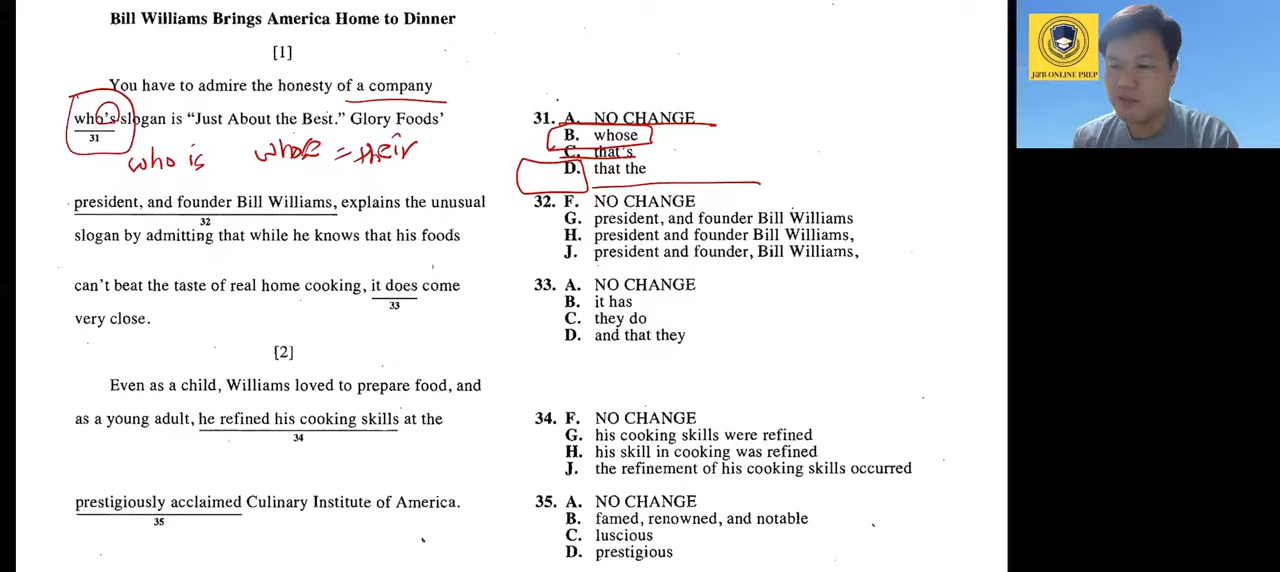 Bill Williams Brings America Home to Dinner
[1]
You have to admire the honesty of a company
who's slogan is “Just About the Best.” Glory Foods’
31
who is whose = their
president, and founder Bill Williams, explains the unusual
32
slogan by admitting that while he knows that his foods
can’t beat the taste of real home cooking, it does come
33
very close.
[2]
Even as a child, Williams loved to prepare food, and
as a young adult, he refined his cooking skills at the
34
prestigiously acclaimed Culinary Institute of America.
35
31. A. NO CHANGE
B. whose
C. that's
D. that the
32. F. NO CHANGE
G. president, and founder Bill Williams
H. president and founder Bill Williams,
J. president and founder, Bill Williams,
33. A. NO CHANGE
B. it has
C. they do
D. and that they
34. F. NO CHANGE
G. his cooking skills were refined
H. his skill in cooking was refined
J. the refinement of his cooking skills occurred
35. A. NO CHANGE
B. famed, renowned, and notable
C. luscious
D. prestigious
J&B ONLINE PREP